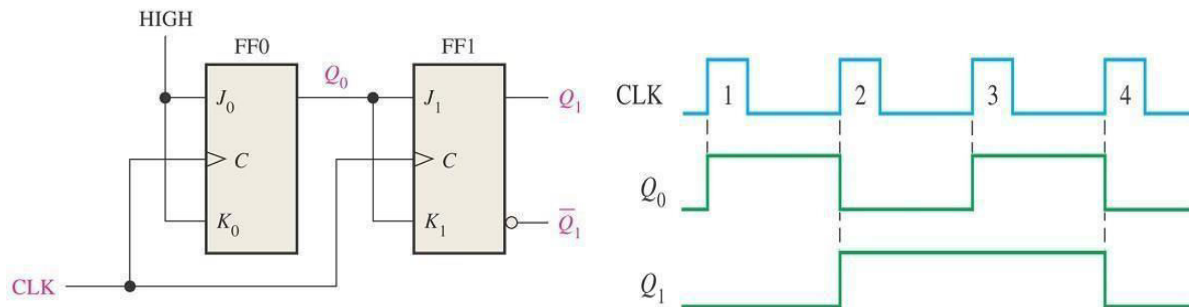 HIGH
FF0
FF1
Q₀
J₀
J₁
Q₁
C
C
K₀
K₁
Q̅₁
CLK
CLK
1
2
3
4
Q₀
Q₁